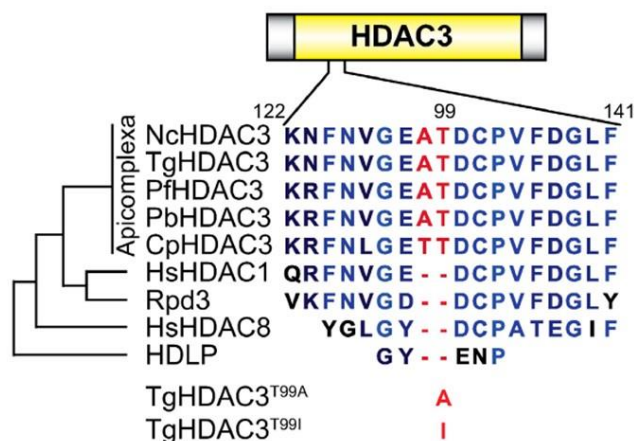 HDAC3
122 99 141
Apicomplexa
NcHDAC3 KNFNVGEATDCPVFDGLF
TgHDAC3 KRFNVGEATDCPVFDGLF
PfHDAC3 KRFNVGEATDCPVFDGLF
PbHDAC3 KRFNVGEATDCPVFDGLF
CpHDAC3 KRFNLGETTDCPVFDGLF
HsHDAC1 QRFNVGE--DCPVFDGLF
Rpd3 VKFNVGD--DCPVFDGLY
HsHDAC8 YGLGY--DCPATEGIF
HDLP GY--ENP
TgHDAC3T99A A
TgHDAC3T99I I